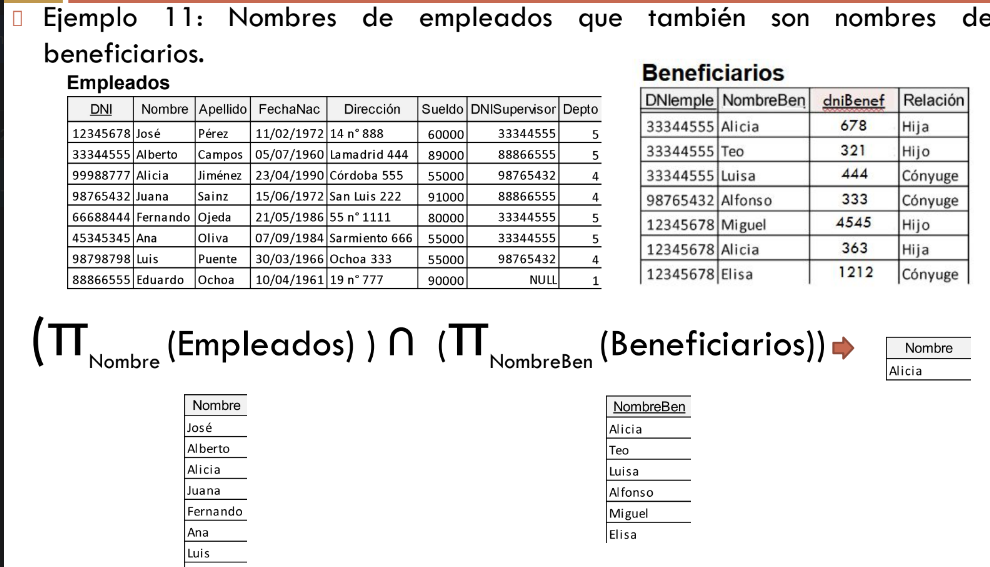 Ejemplo 11: Nombres de empleados que también son nombres de
beneficiarios.
Empleados
DNI Nombre Apellido FechaNac Dirección Sueldo DNISupervisor Depto
12345678 José Pérez 11/02/1972 14 n° 888 60000 33344555 5
33344555 Alberto Campos 05/07/1960 Lamadrid 444 89000 88866555 5
99988777 Alicia Jiménez 23/04/1990 Córdoba 555 55000 98765432 4
98765432 Juana Sainz 15/06/1972 San Luis 222 91000 88866555 4
66688444 Fernando Ojeda 21/05/1986 55 n° 1111 80000 33344555 5
45345345 Ana Oliva 07/09/1984 Sarmiento 666 55000 33344555 5
98798798 Luis Puente 30/03/1966 Ochoa 333 55000 98765432 4
88866555 Eduardo Ochoa 10/04/1961 19 n° 777 90000 NULL 1
Beneficiarios
DNIemple NombreBen dniBenef Relación
33344555 Alicia 678 Hija
33344555 Teo 321 Hijo
33344555 Luisa 444 Cónyuge
98765432 Alfonso 333 Cónyuge
12345678 Miguel 4545 Hijo
12345678 Alicia 363 Hija
12345678 Elisa 1212 Cónyuge
(π Nombre (Empleados) ) ∩ (π NombreBen (Beneficiarios))
Nombre
Alicia
Nombre
José
Alberto
Alicia
Juana
Fernando
Ana
Luis
NombreBen
Alicia
Teo
Luisa
Alfonso
Miguel
Elisa